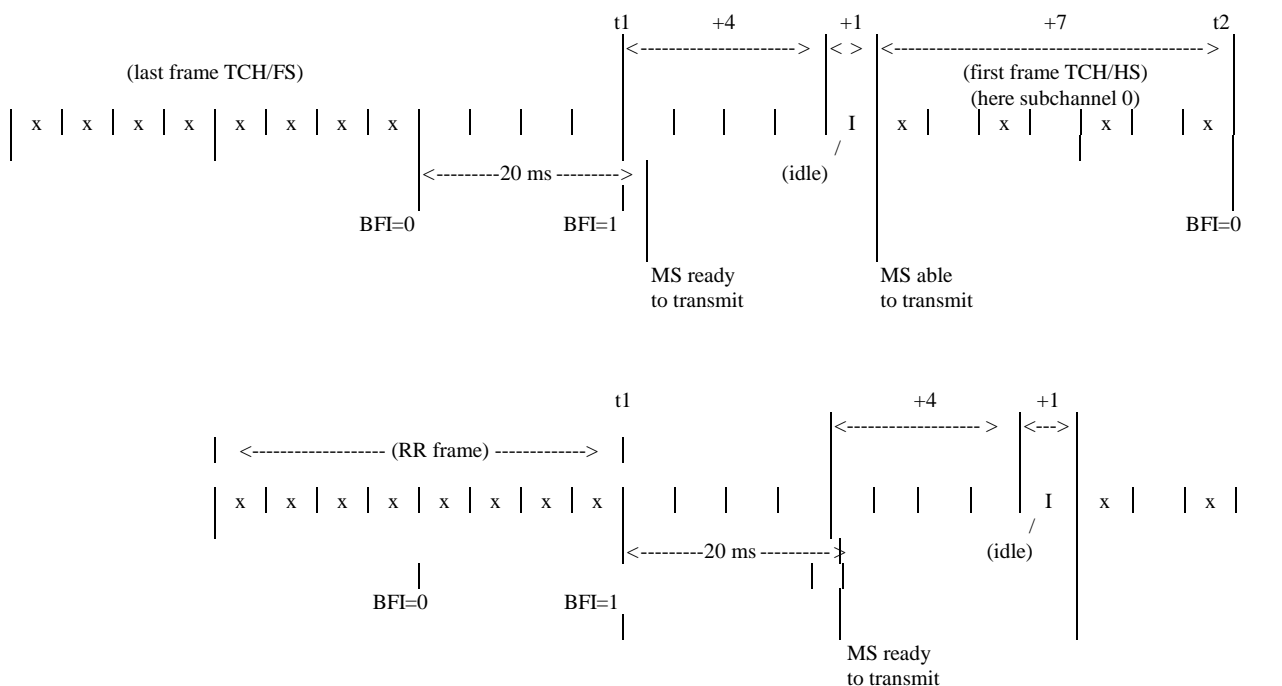 t1 +4 +1 +7 t2
<-----------------------> < > <----------------------------------------->
(last frame TCH/FS) (first frame TCH/HS)
(here subchannel 0)
x x x x x x x x I x x x x
/
<---------20 ms ---------> (idle)
BFI=0 BFI=1 BFI=0
MS ready MS able
to transmit to transmit
t1 +4 +1
<------------------- (RR frame) -------------> <-------------------- > <--->
x x x x x x x x I x x
/
<---------20 ms -----------> (idle)
BFI=0 BFI=1
MS ready
to transmit